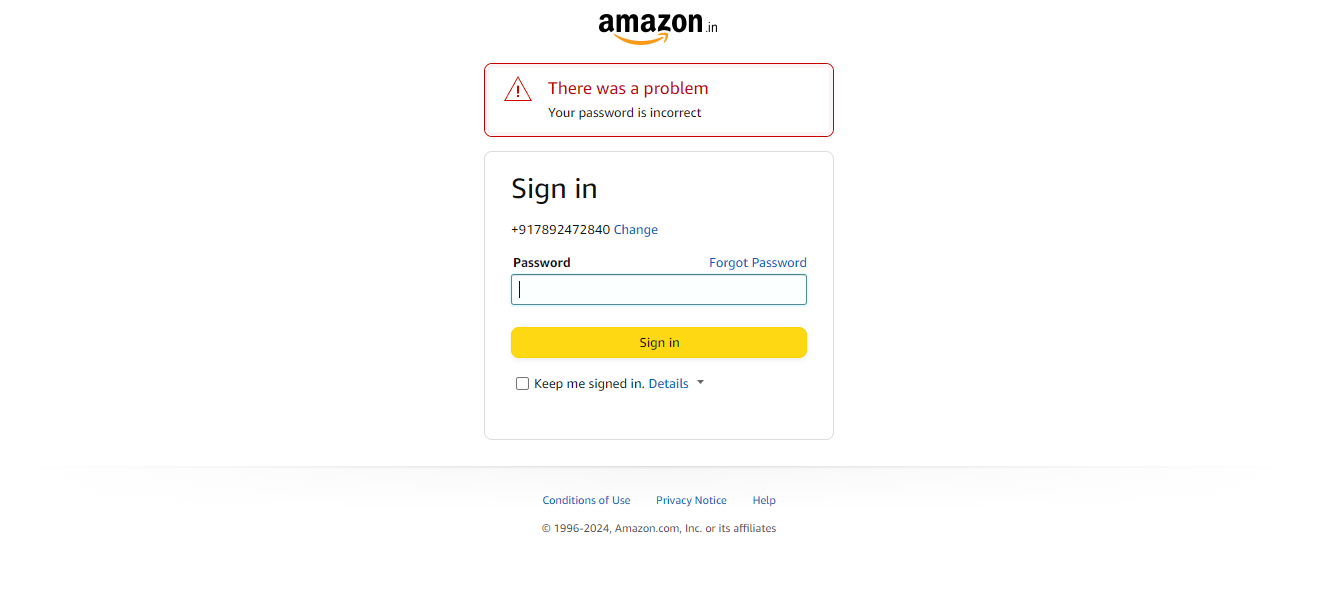 amazon.in
There was a problem
Your password is incorrect
Sign in
+917892472840 Change
Password Forgot Password
Sign in
Keep me signed in. Details
Conditions of Use Privacy Notice Help
© 1996-2024, Amazon.com, Inc. or its affiliates